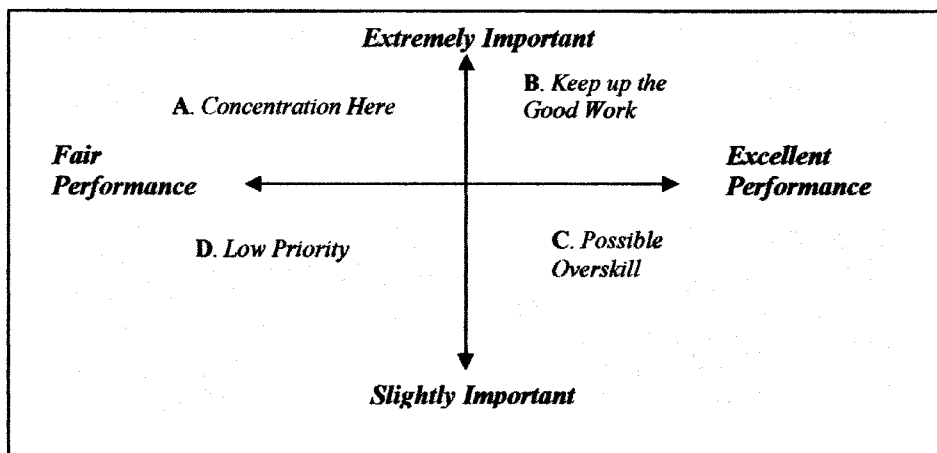 Extremely Important
A. Concentration Here
B. Keep up the
Good Work
Fair
Performance
Excellent
Performance
D. Low Priority
C. Possible
Overskill
Slightly Important